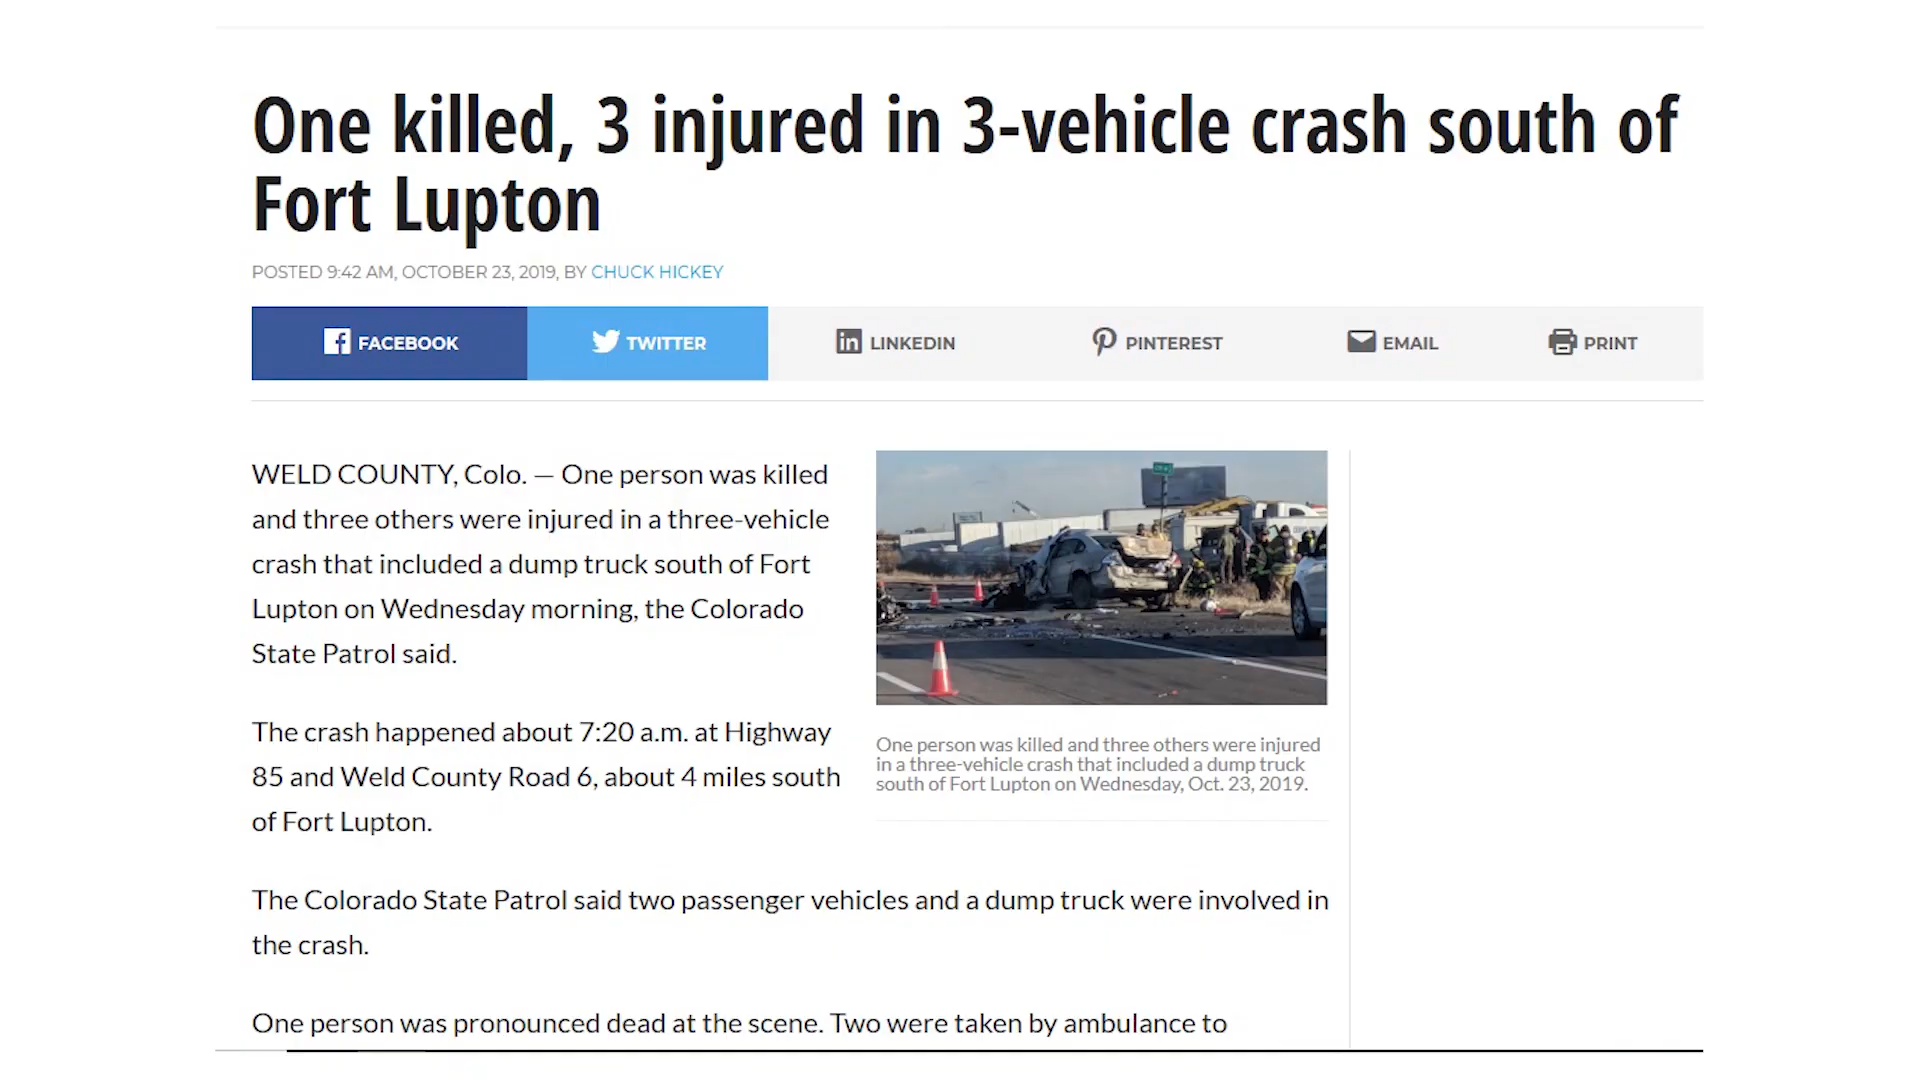 One killed, 3 injured in 3-vehicle crash south of
Fort Lupton
POSTED 9:42 AM, OCTOBER 23, 2019, BY CHUCK HICKEY
FACEBOOK
TWITTER
LINKEDIN
PINTEREST
EMAIL
PRINT
WELD COUNTY, Colo. — One person was killed
and three others were injured in a three-vehicle
crash that included a dump truck south of Fort
Lupton on Wednesday morning, the Colorado
State Patrol said.
The crash happened about 7:20 a.m. at Highway
85 and Weld County Road 6, about 4 miles south
of Fort Lupton.
One person was killed and three others were injured
in a three-vehicle crash that included a dump truck
south of Fort Lupton on Wednesday, Oct. 23, 2019.
The Colorado State Patrol said two passenger vehicles and a dump truck were involved in
the crash.
One person was pronounced dead at the scene. Two were taken by ambulance to